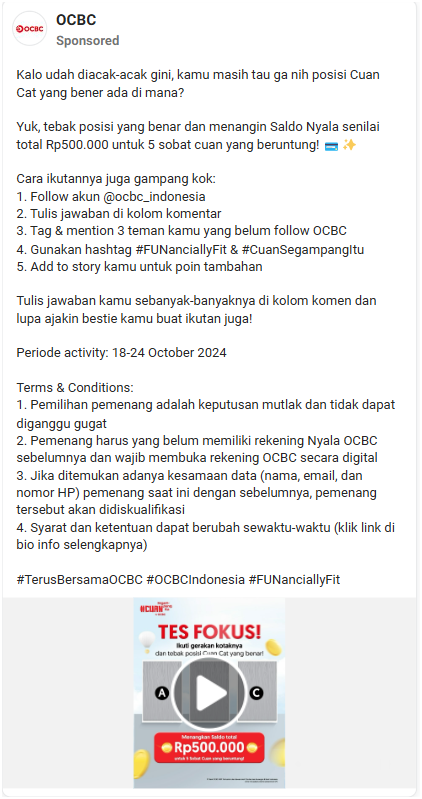 OCBC
Sponsored
OCBC
Kalo udah diacak-acak gini, kamu masih tau ga nih posisi Cuan
Cat yang bener ada di mana?
Yuk, tebak posisi yang benar dan menangin Saldo Nyala senilai
total Rp500.000 untuk 5 sobat cuan yang beruntung! 💳 ✨
Cara ikutannya juga gampang kok:
1. Follow akun @ocbc_indonesia
2. Tulis jawaban di kolom komentar
3. Tag & mention 3 teman kamu yang belum follow OCBC
4. Gunakan hashtag #FUNanciallyFit & #CuanSegampangItu
5. Add to story kamu untuk poin tambahan
Tulis jawaban kamu sebanyak-banyaknya di kolom komen dan
lupa ajakin bestie kamu buat ikutan juga!
Periode activity: 18-24 October 2024
Terms & Conditions:
1. Pemilihan pemenang adalah keputusan mutlak dan tidak dapat
diganggu gugat
2. Pemenang harus yang belum memiliki rekening Nyala OCBC
sebelumnya dan wajib membuka rekening OCBC secara digital
3. Jika ditemukan adanya kesamaan data (nama, email, dan
nomor HP) pemenang saat ini dengan sebelumnya, pemenang
tersebut akan didiskualifikasi
4. Syarat dan ketentuan dapat berubah sewaktu-waktu (klik link di
bio info selengkapnya)
#TerusBersamaOCBC #OCBCIndonesia #FUNanciallyFit
#CUAN
TES FOKUS!
Ikuti gerakan kotaknya
dan tebak posisi Cuan Cat yang benar!
A
C
Menangkan Saldo total
Rp500.000
untuk 5 Sobat Cuan yang beruntung!